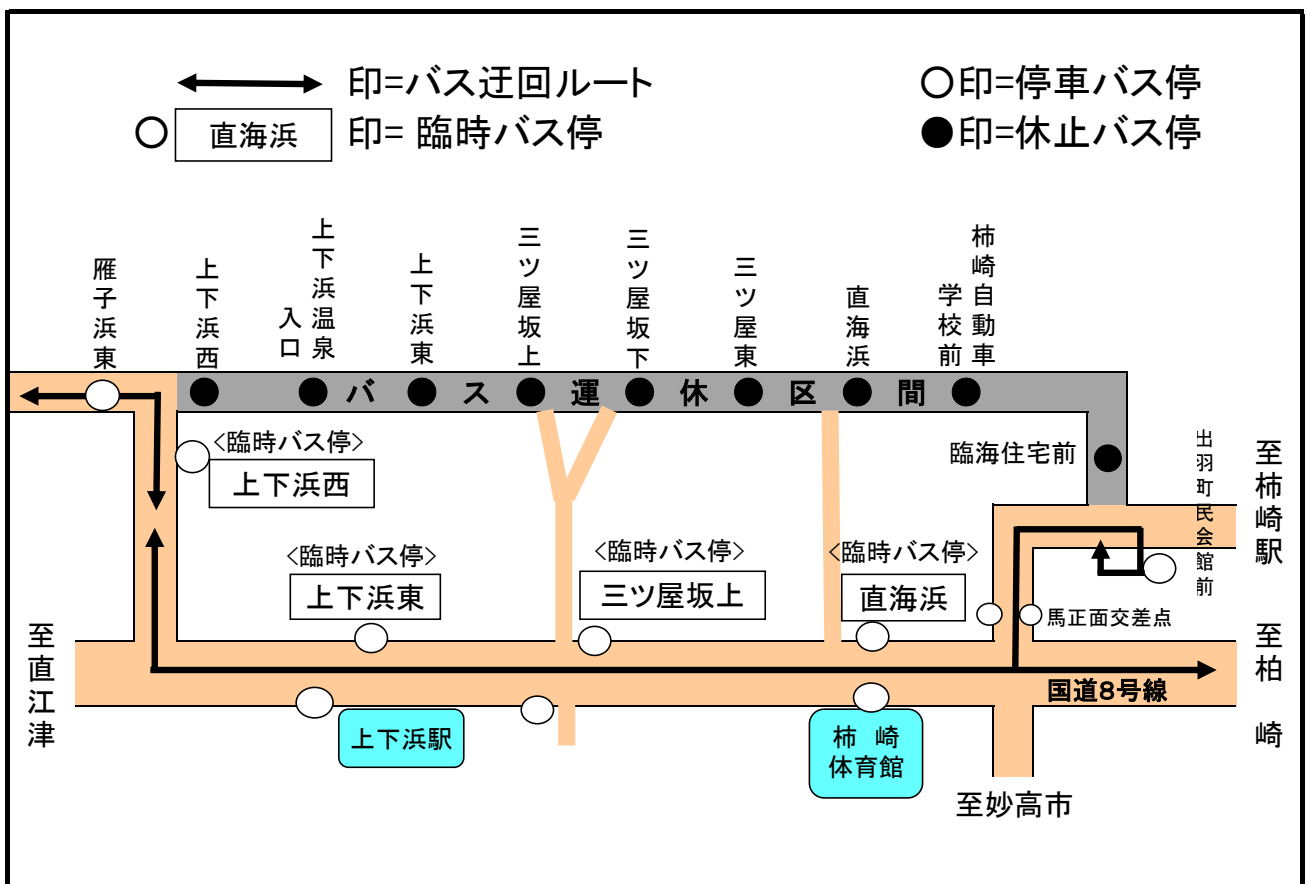 印=バス迂回ルート
○印=停車バス停
○ 直海浜 印= 臨時バス停
●印=休止バス停
雁子浜東
上下浜西
上下浜温泉
入口
上下浜東
三ツ屋坂上
三ツ屋坂下
三ツ屋東
直海浜
柿崎自動車
学校前
バス運休区間
<臨時バス停>
上下浜西
臨海住宅前
出羽町民会館前
至柿崎駅
<臨時バス停>
上下浜東
<臨時バス停>
三ツ屋坂上
<臨時バス停>
直海浜
馬正面交差点
至直江津
至柏崎
国道8号線
上下浜駅
柿崎
体育館
至妙高市